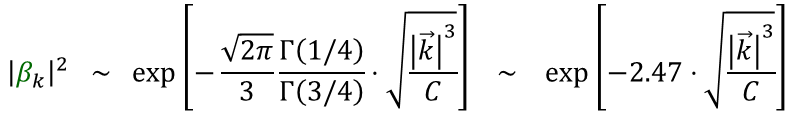 |β_k|² ~ exp [ − √(2π)/3 Γ(1/4)/Γ(3/4) · √(|k⃗|³/C) ] ~ exp [ −2.47 · √(|k⃗|³/C) ]